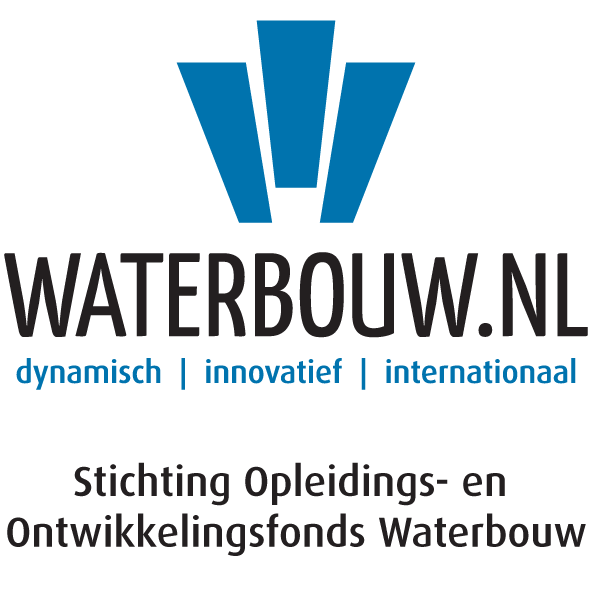 WATERBOUW.NL
dynamisch | innovatief | internationaal
Stichting Opleidings- en
Ontwikkelingsfonds Waterbouw